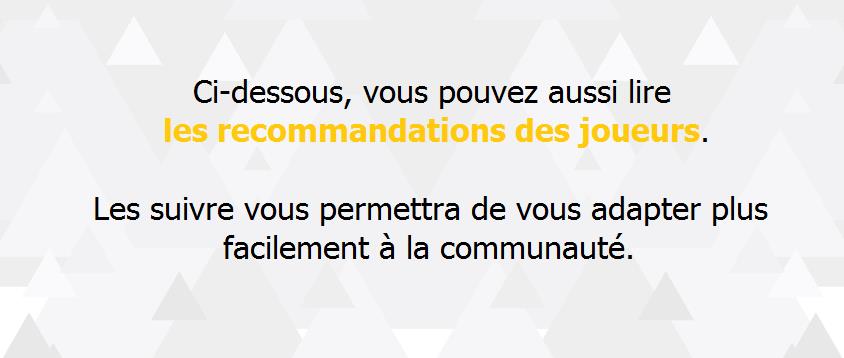 Ci-dessous, vous pouvez aussi lire
les recommandations des joueurs.
Les suivre vous permettra de vous adapter plus
facilement à la communauté.